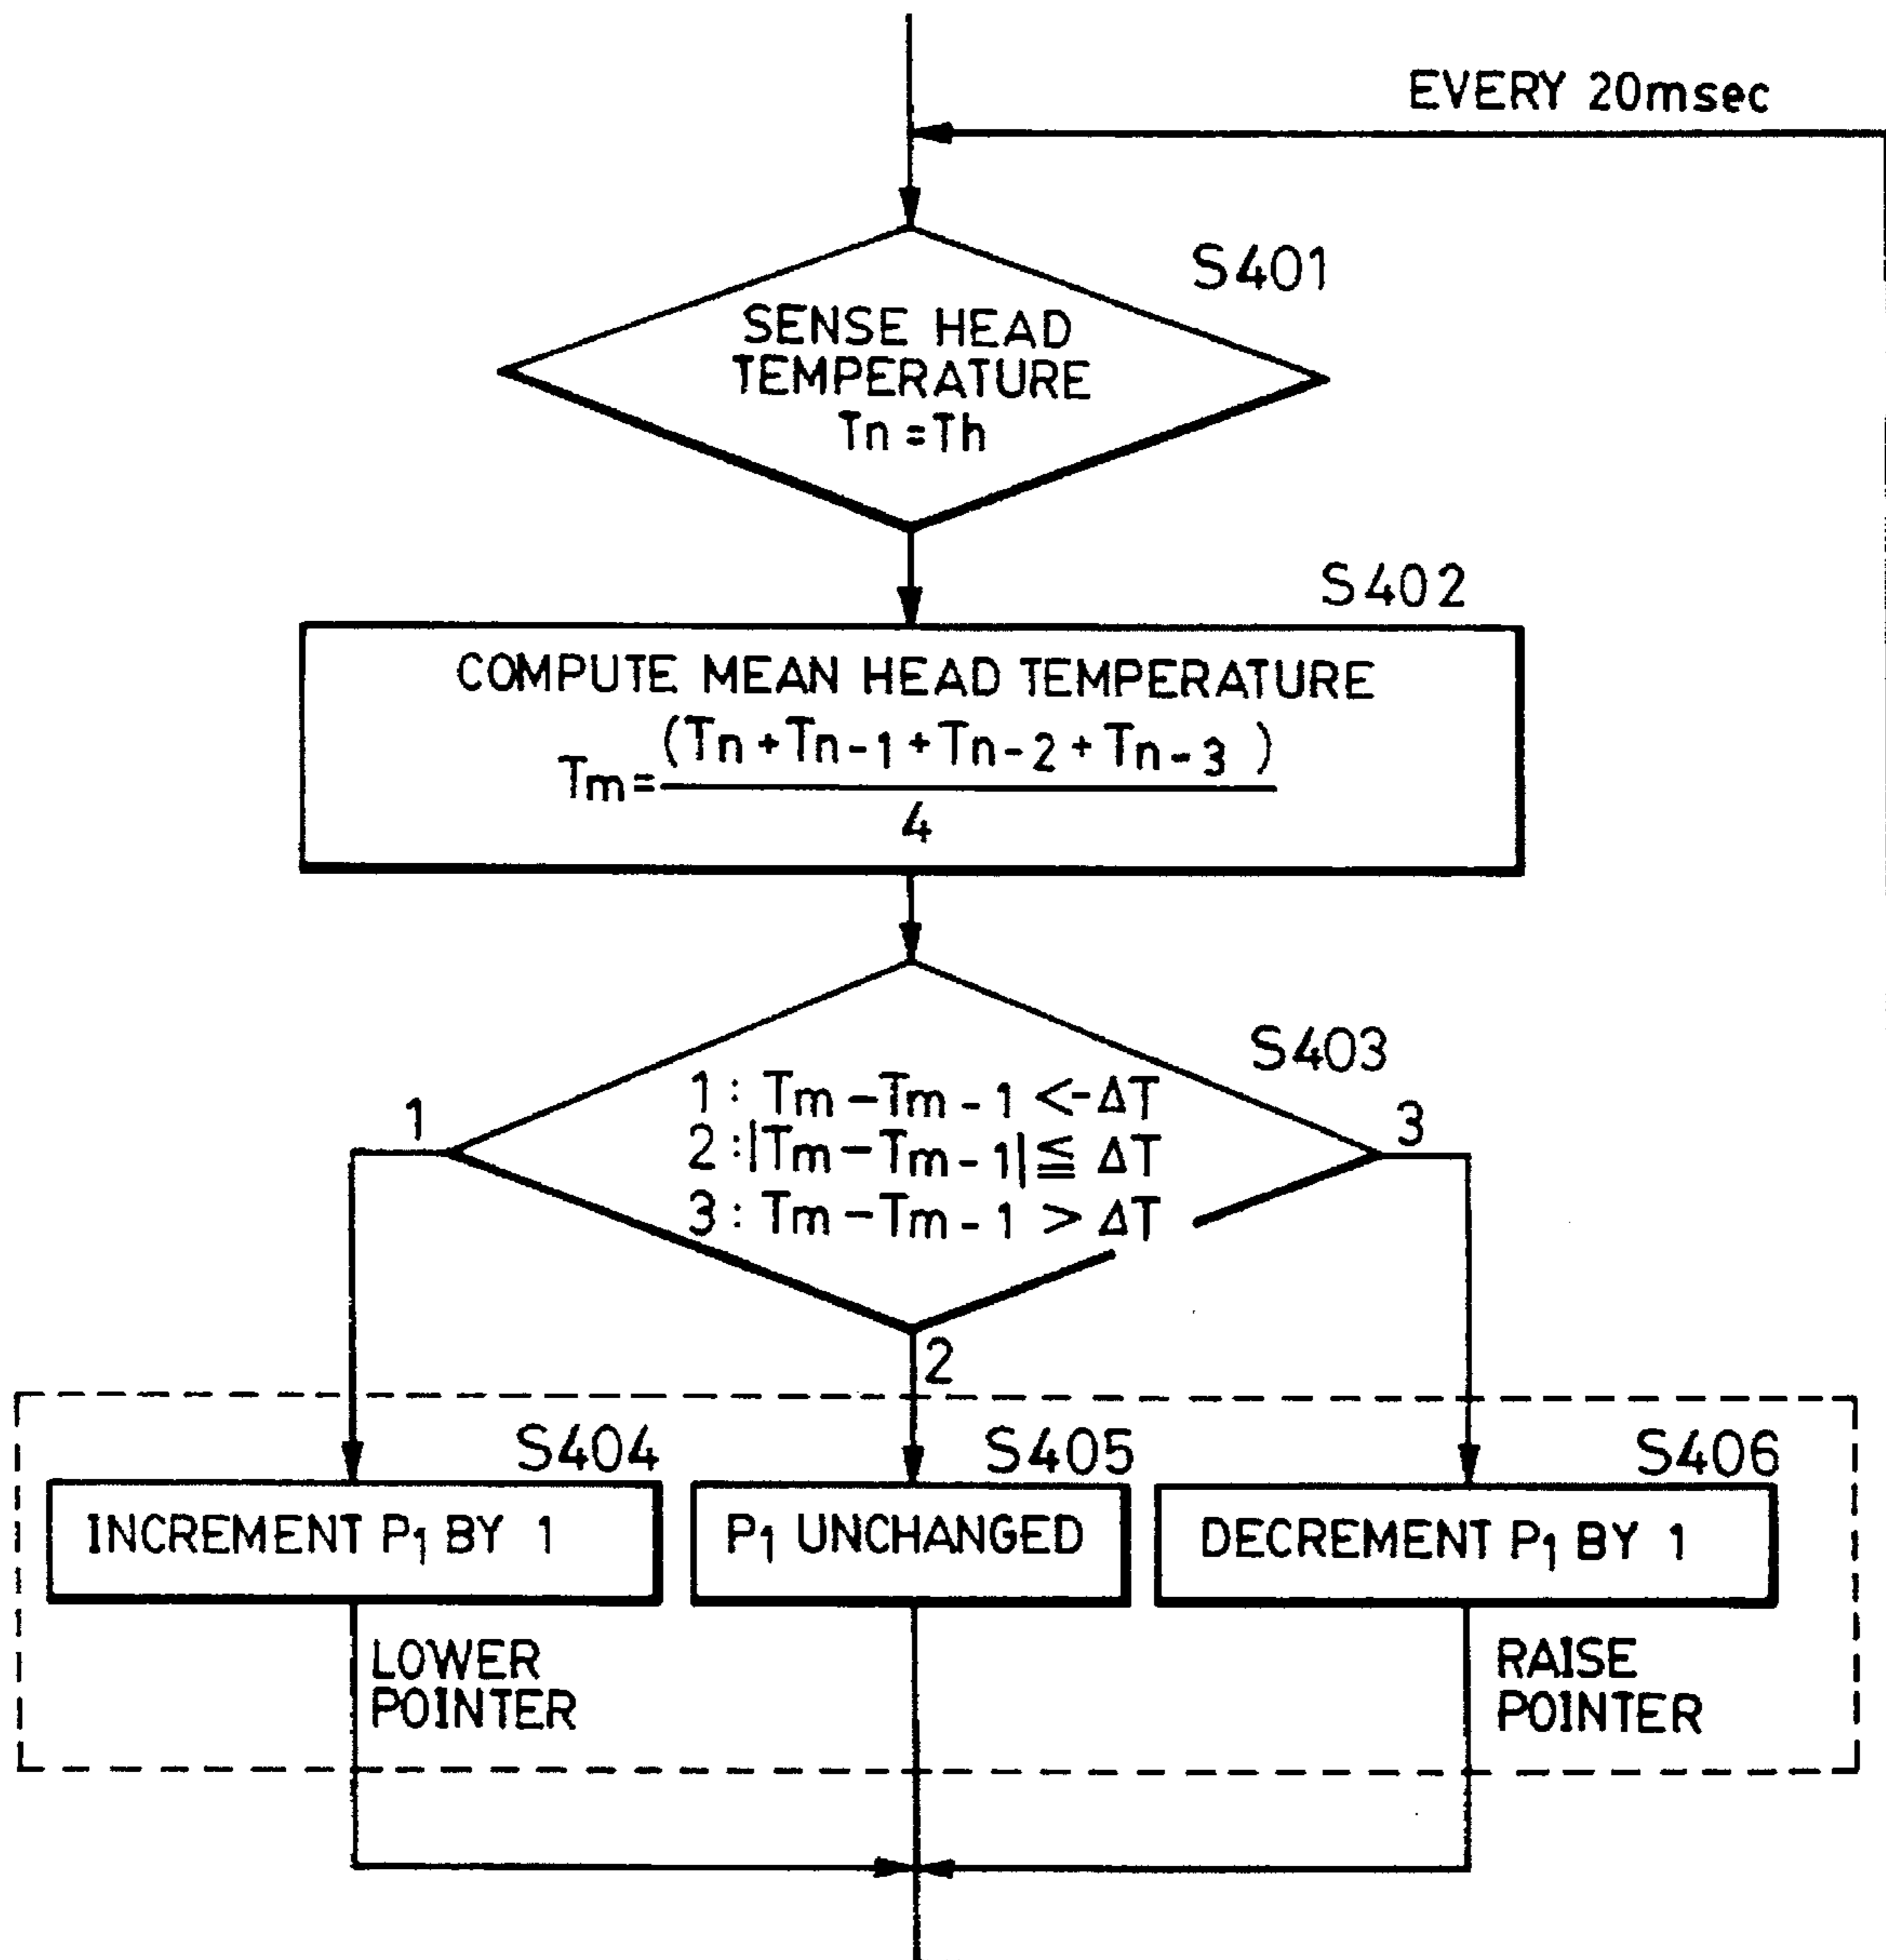 EVERY 20msec
S401
SENSE HEAD
TEMPERATURE
Tn=Th
S402
COMPUTE MEAN HEAD TEMPERATURE
Tm=(Tn+Tn-1+Tn-2+Tn-3)
4
S403
1: Tm-Tm-1<-ΔT
2:|Tm-Tm-1|≦ ΔT
3: Tm-Tm-1 > ΔT
1
3
2
S404
S405
S406
INCREMENT P1 BY 1
P1 UNCHANGED
DECREMENT P1 BY 1
LOWER
POINTER
RAISE
POINTER